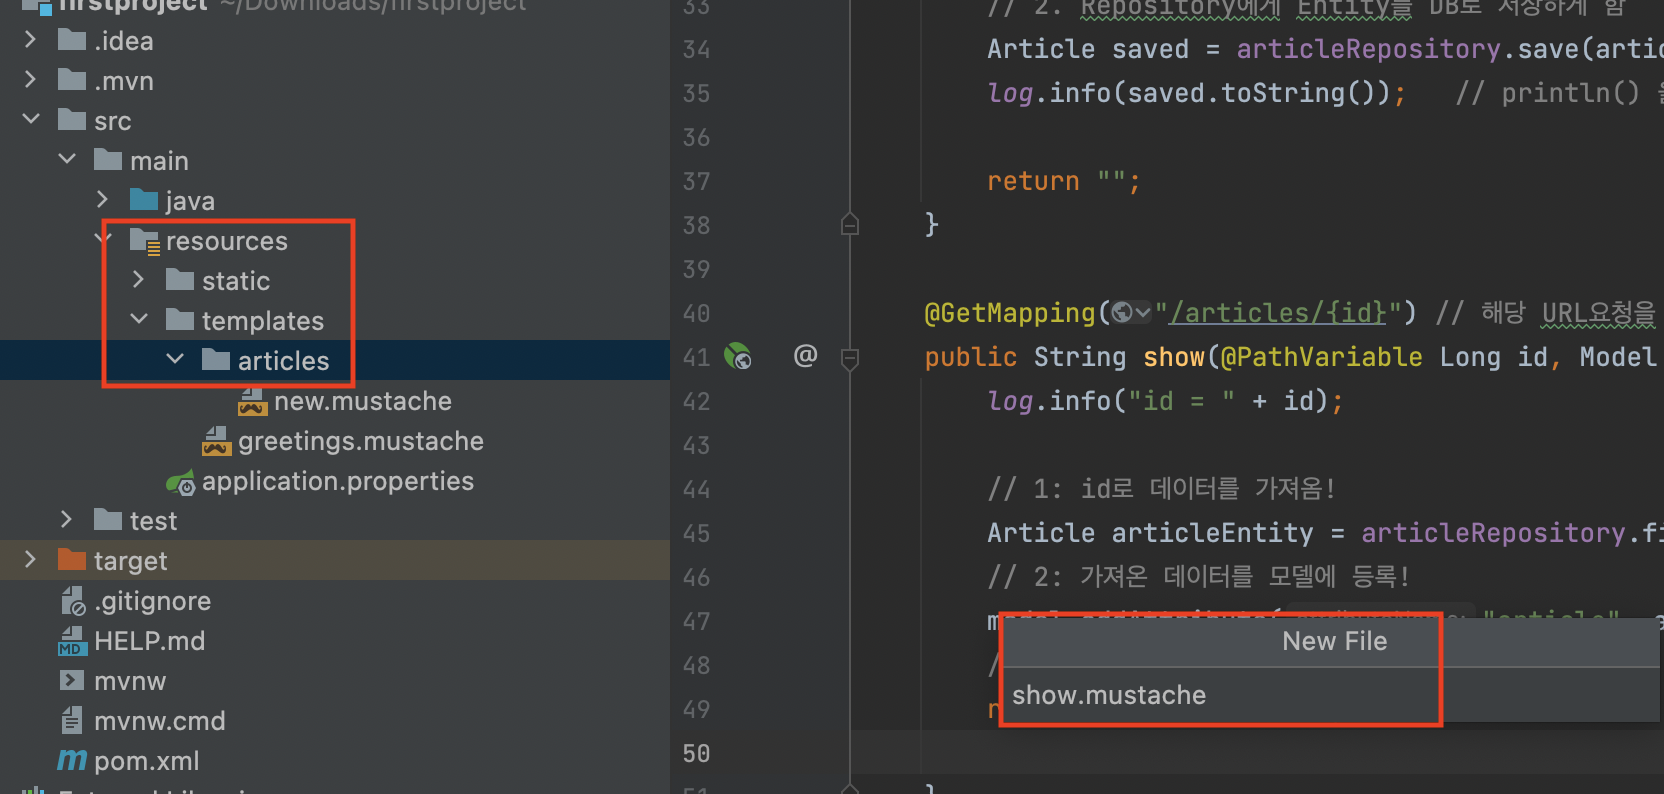 firstproject ~/Downloads/firstproject
.idea
.mvn
src
main
java
resources
static
templates
articles
new.mustache
greetings.mustache
application.properties
test
target
.gitignore
HELP.md
mvnw
mvnw.cmd
pom.xml
33 // 2. Repository에게 Entity를 DB로 저장하게 함
34 Article saved = articleRepository.save(artic
35 log.info(saved.toString()); // println() 을
36
37 return "";
38 }
39
40 @GetMapping("/articles/{id}") // 해당 URL요청을
41 @ public String show(@PathVariable Long id, Model
42 log.info("id = " + id);
43
44 // 1: id로 데이터를 가져옴!
45 Article articleEntity = articleRepository.fi
46 // 2: 가져온 데이터를 모델에 등록!
47 "article"
48 /
49 r
50
51 }
New File
show.mustache